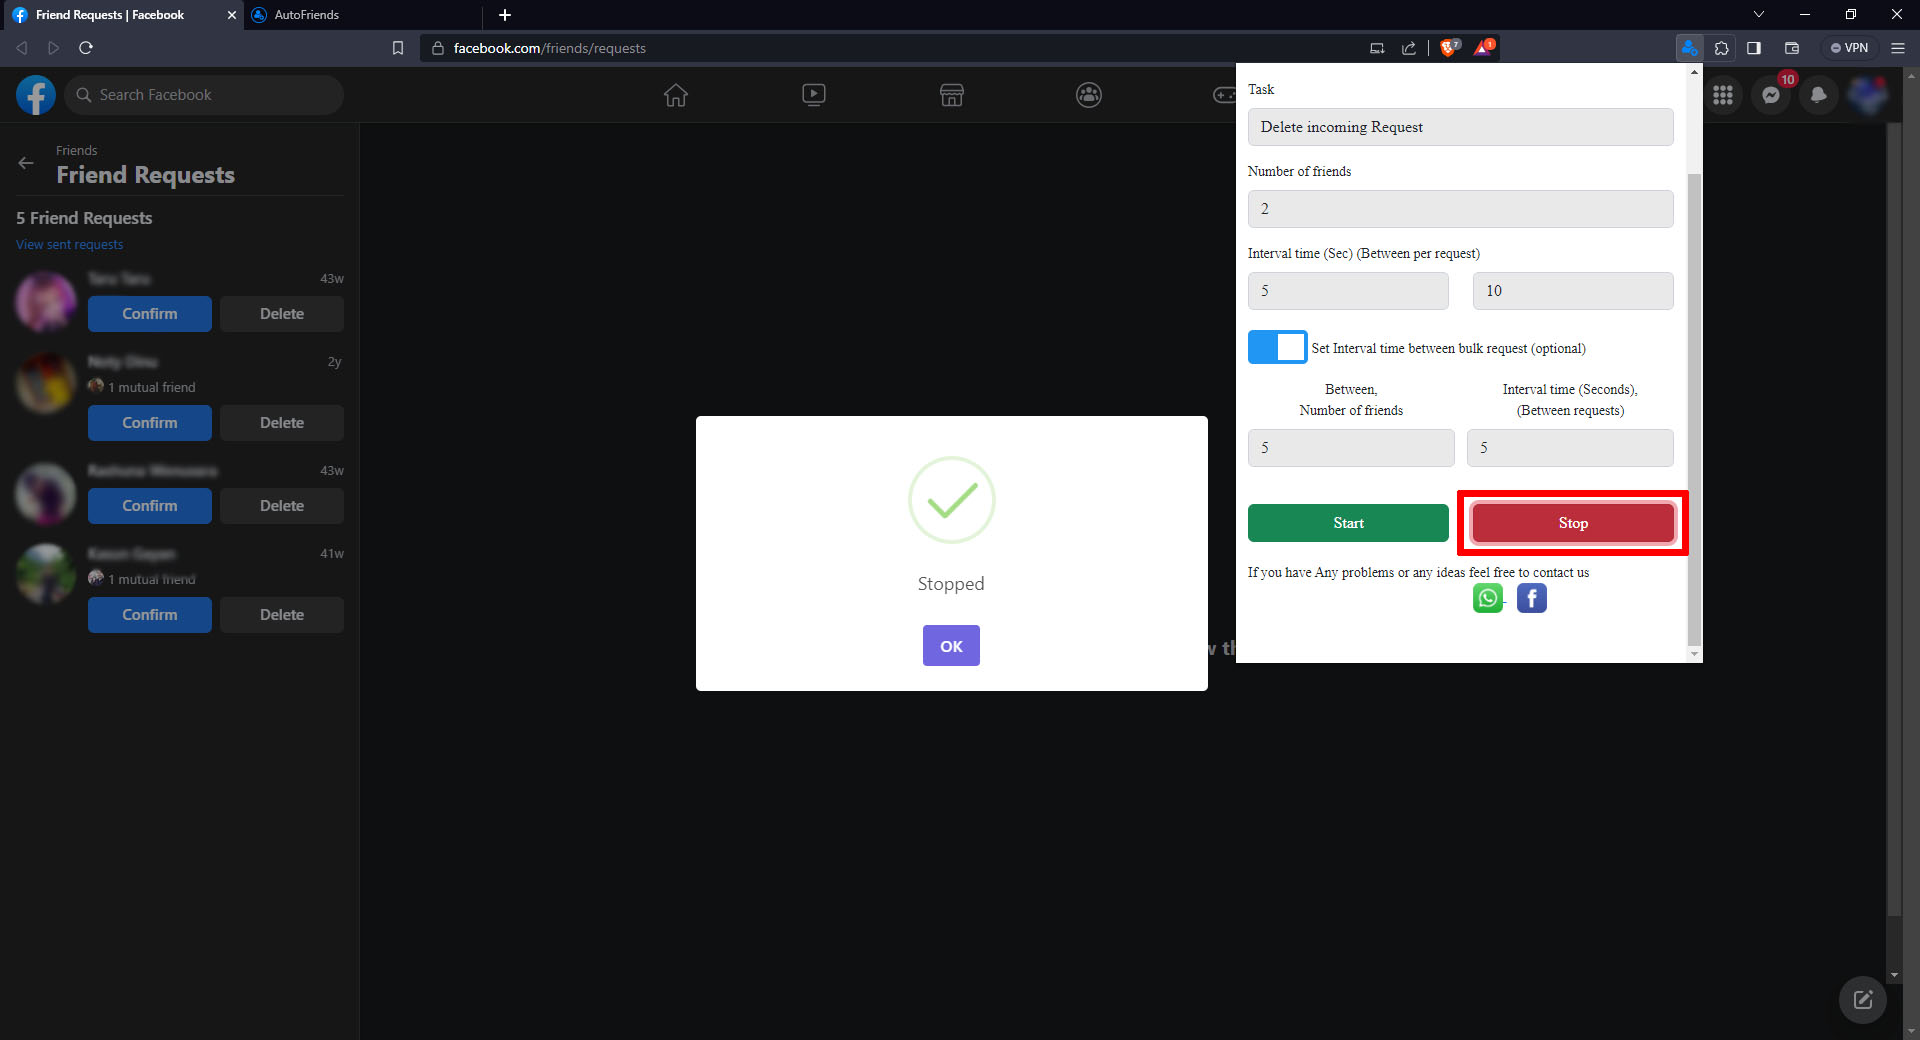 Friend Requests | Facebook
AutoFriends
facebook.com/friends/requests
7
1
VPN
Search Facebook
10
Friends
Friend Requests
5 Friend Requests
View sent requests
43w
Confirm
Delete
2y
1 mutual friend
Confirm
Delete
43w
Confirm
Delete
41w
1 mutual friend
Confirm
Delete
Stopped
OK
Task
Delete incoming Request
Number of friends
2
Interval time (Sec) (Between per request)
5
10
Set Interval time between bulk request (optional)
Between,
Number of friends
Interval time (Seconds),
(Between requests)
5
5
Start
Stop
If you have Any problems or any ideas feel free to contact us